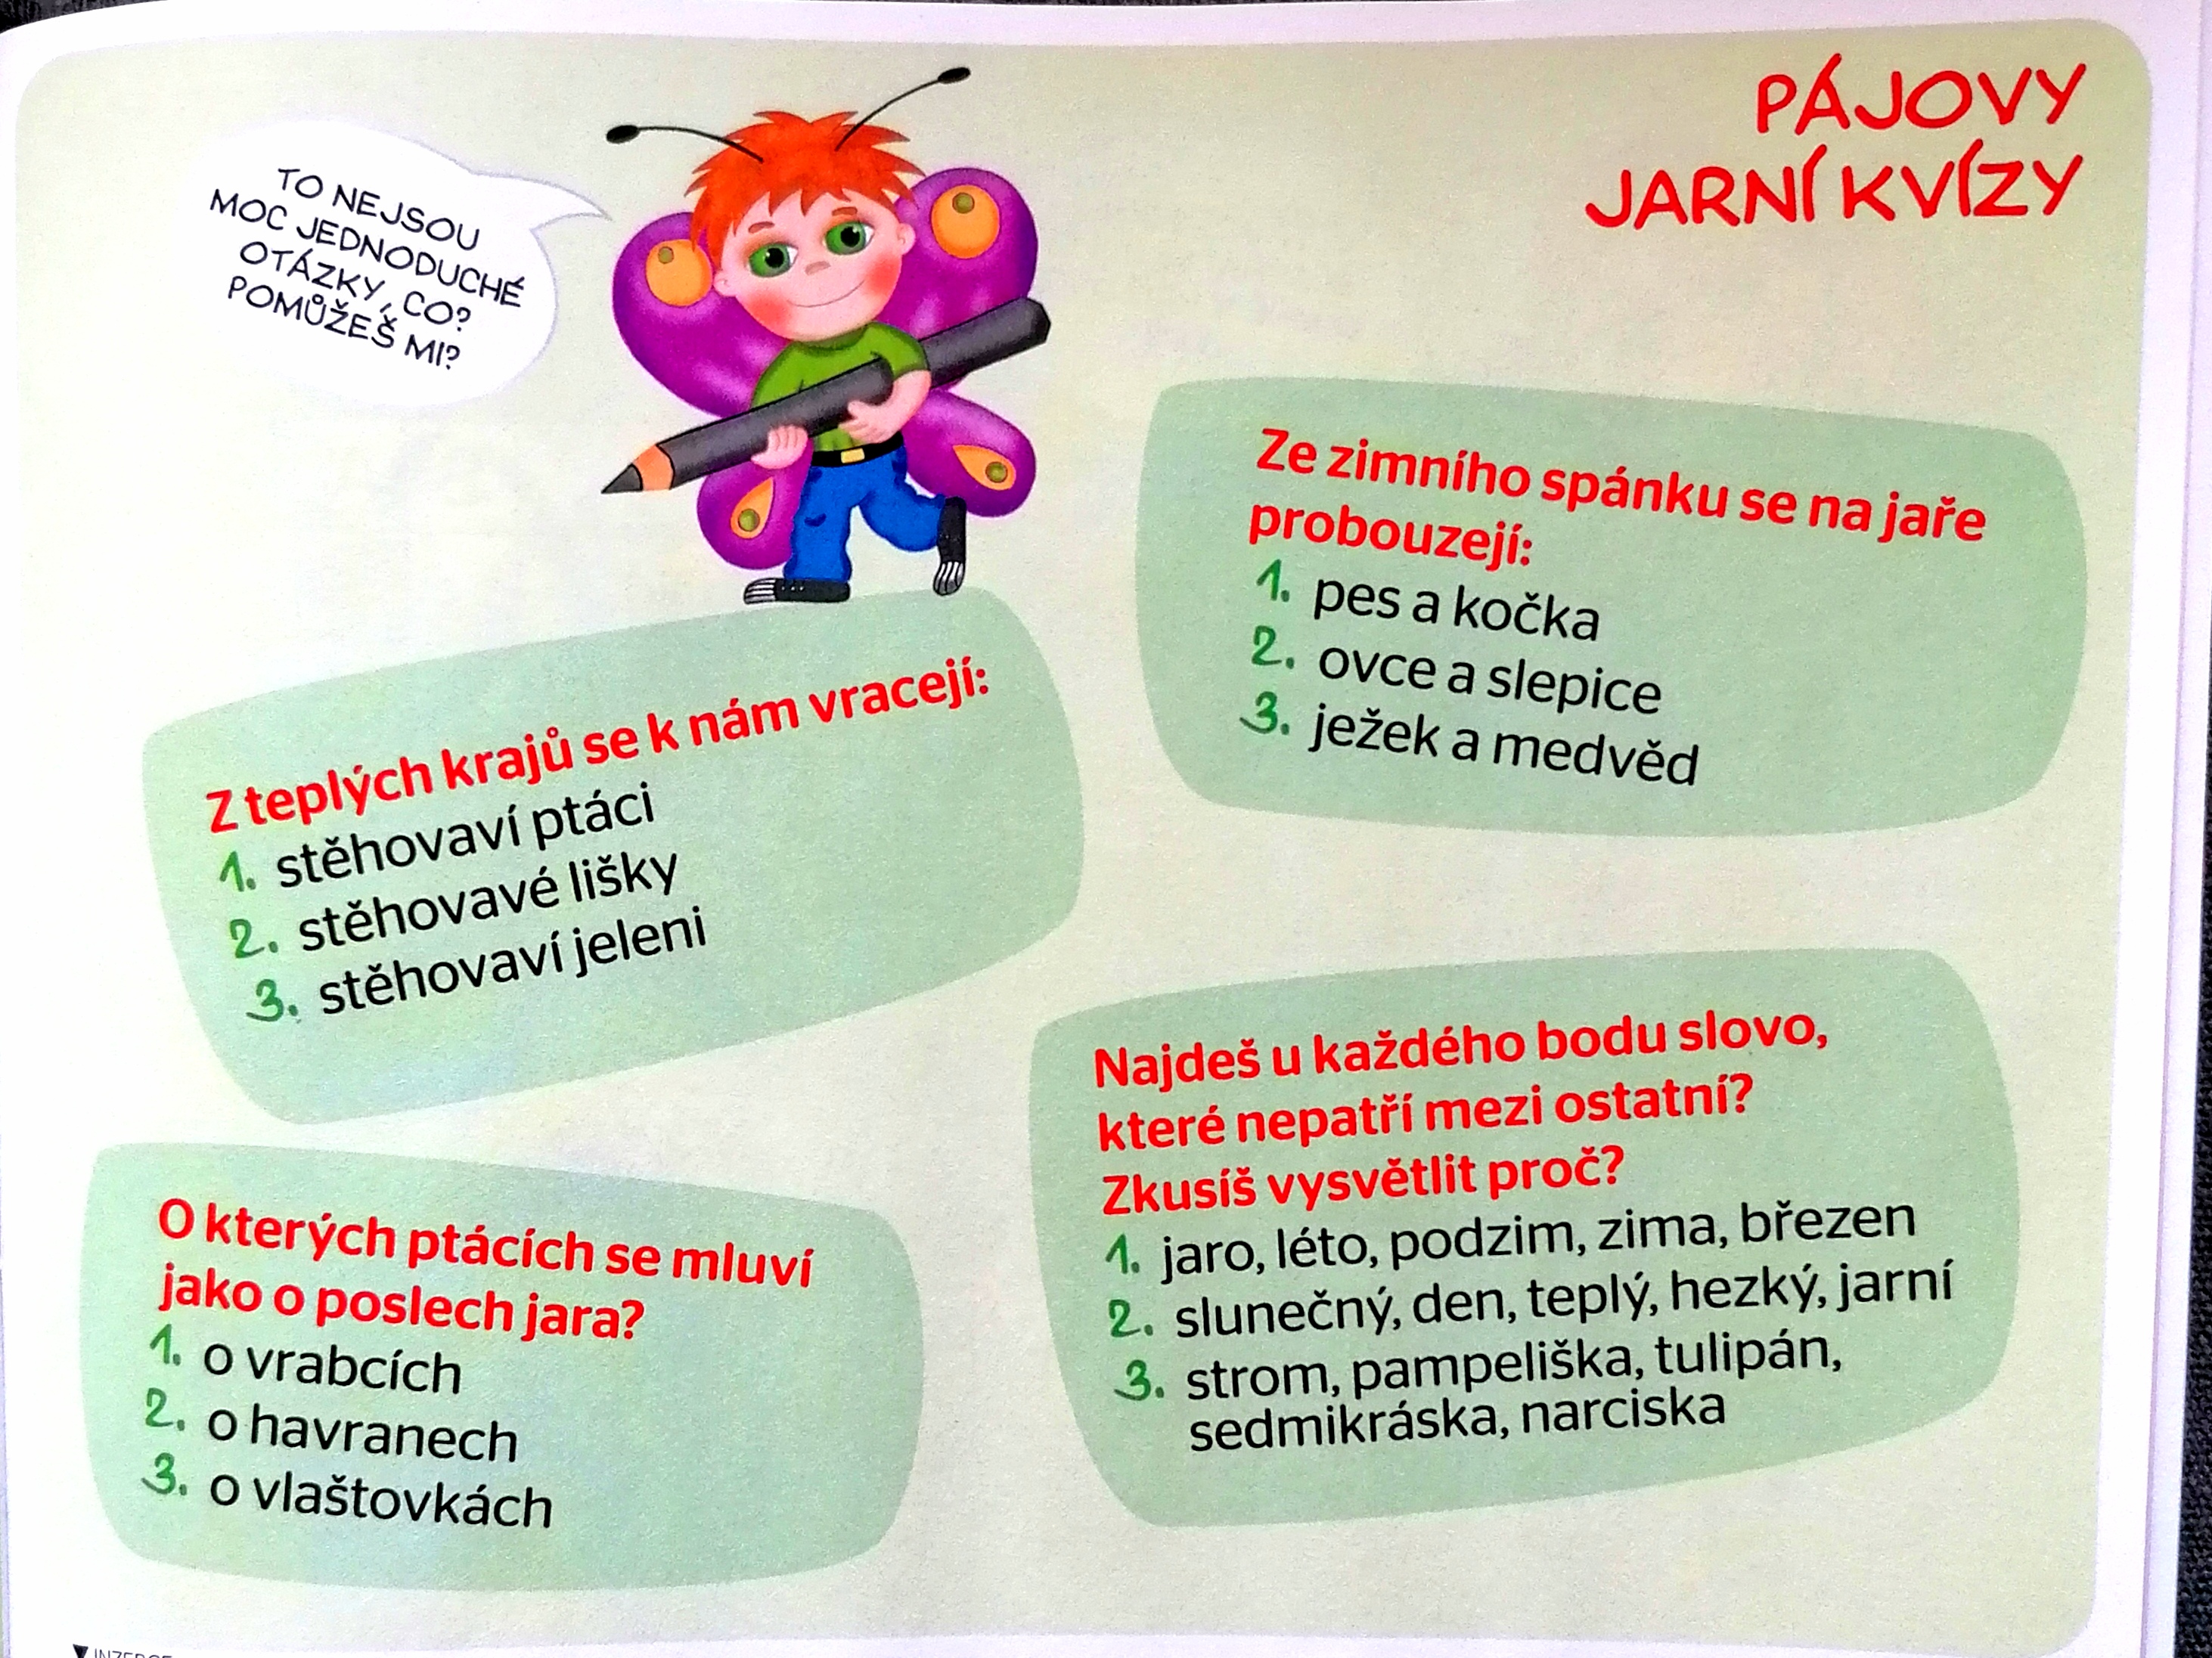 PÁJOVY
JARNÍ KVÍZY
TO NEJSOU
MOC JEDNODUCHÉ
OTÁZKY, CO?
POMŮŽEŠ MI?
Ze zimního spánku se na jaře
probouzejí:
1. pes a kočka
2. ovce a slepice
3. ježek a medvěd
Z teplých krajů se k nám vracejí:
1. stěhovaví ptáci
2. stěhovavé lišky
3. stěhovaví jeleni
Najdeš u každého bodu slovo,
které nepatří mezi ostatní?
Zkusíš vysvětlit proč?
1. jaro, léto, podzim, zima, březen
2. slunečný, den, teplý, hezký, jarní
3. strom, pampeliška, tulipán,
sedmikráska, narciska
O kterých ptácích se mluví
jako o poslech jara?
1. o vrabcích
2. o havranech
3. o vlaštovkách